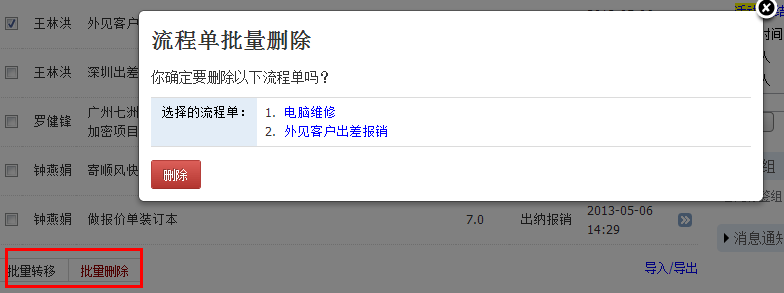 王林洪 外见客户
流程单批量删除
你确定要删除以下流程单吗？
选择的流程单： 1. 电脑维修
2. 外见客户出差报销
删除
王林洪 深圳出差
罗健锋 广州七洲
加密项目
钟燕娟 寄顺风快
钟燕娟 做报价单装订本 7.0 出纳报销 2013-05-06
14:29
批量转移 批量删除 导入/导出
时间
人
组
消息通知